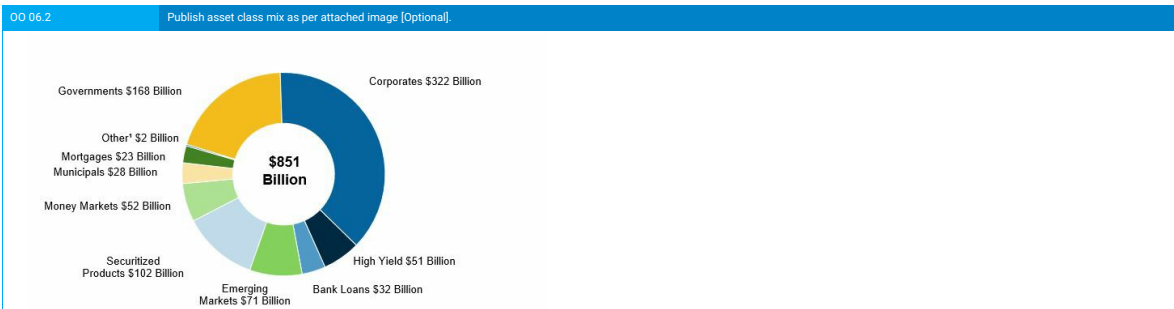 OO 06.2
Publish asset class mix as per attached image [Optional].
Corporates $322 Billion
Governments $168 Billion
Other¹ $2 Billion
Mortgages $23 Billion
Municipals $28 Billion
$851
Billion
Money Markets $52 Billion
Securitized
Products $102 Billion
High Yield $51 Billion
Emerging
Markets $71 Billion
Bank Loans $32 Billion